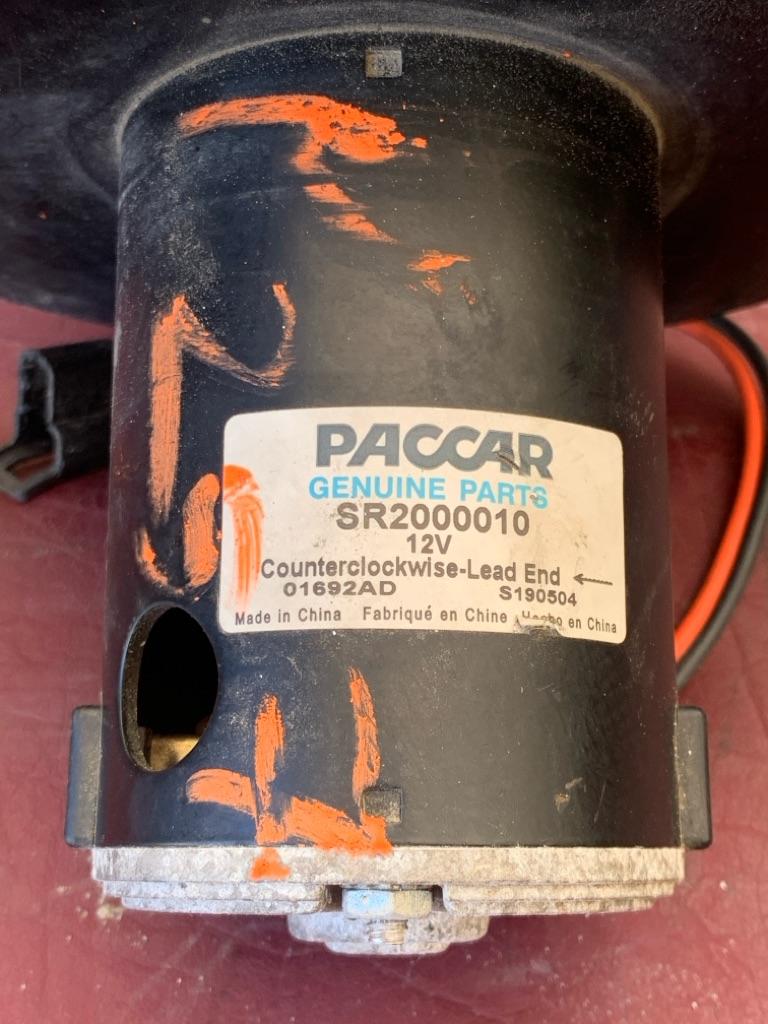 PACCAR
GENUINE PARTS
SR2000010
12V
Counterclockwise-Lead End ←
01692AD S190504
Made in China Fabriqué en Chine Hecho en China